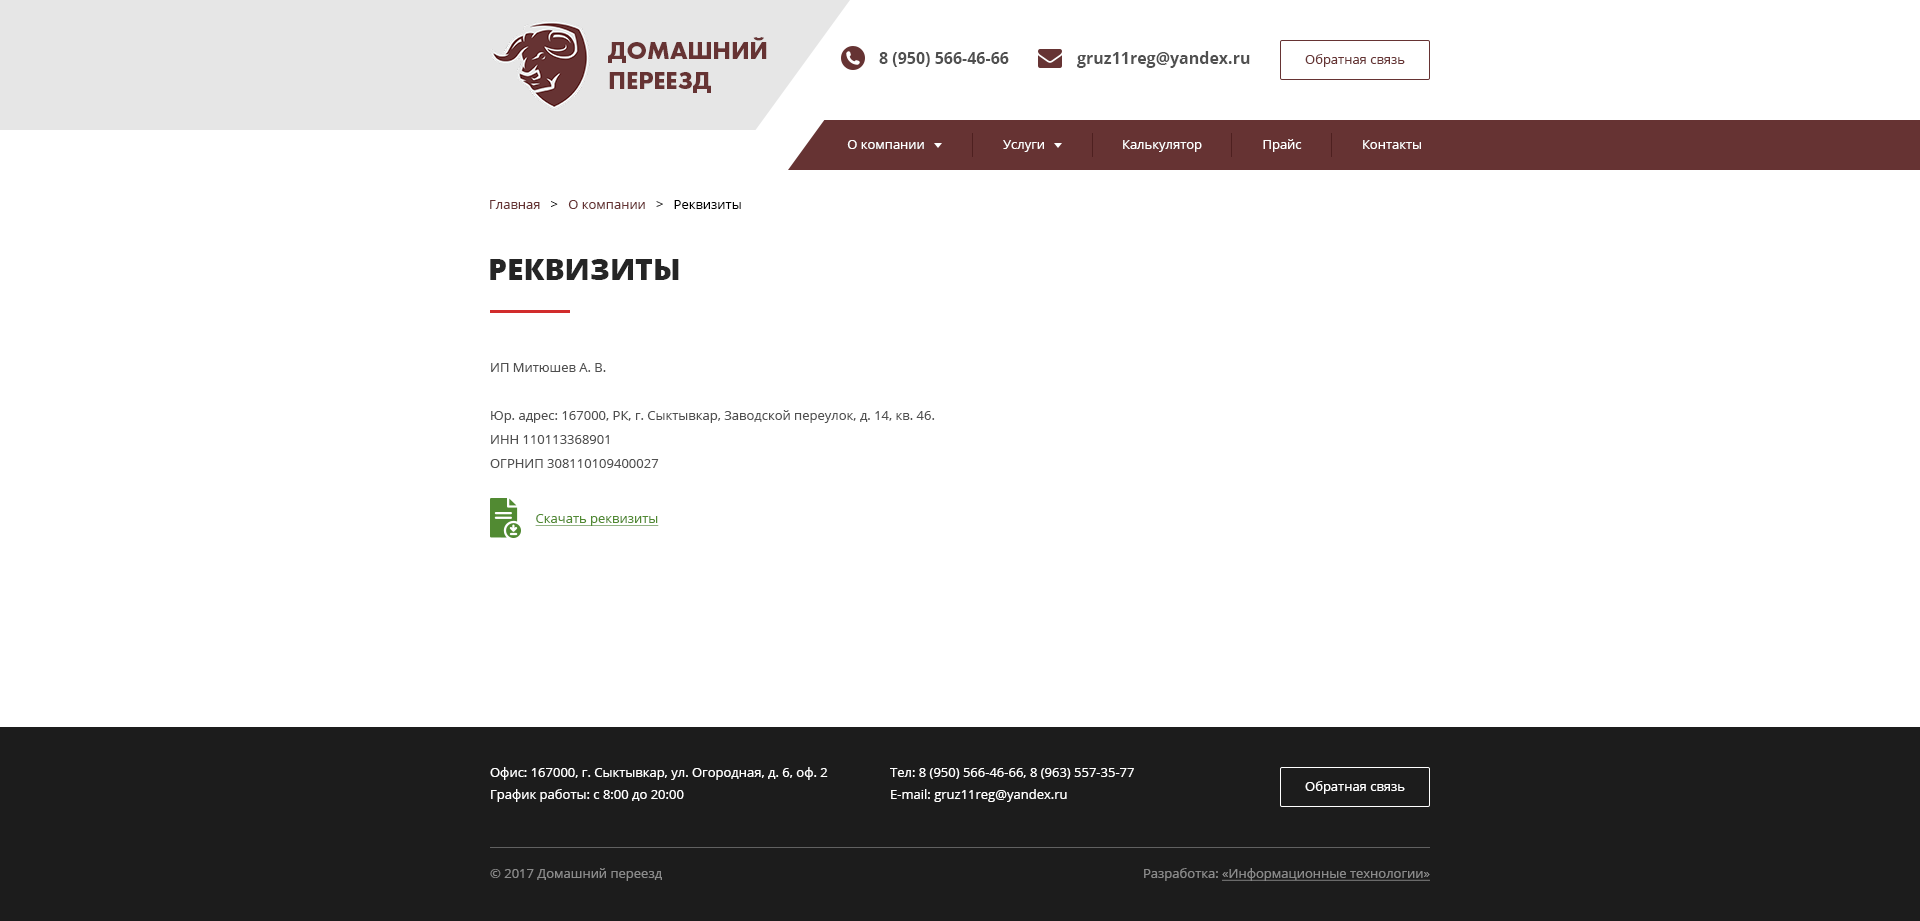 ДОМАШНИЙ
ПЕРЕЕЗД
8 (950) 566-46-66
gruz11reg@yandex.ru
Обратная связь
О компании
Услуги
Калькулятор
Прайс
Контакты
Главная > О компании > Реквизиты
РЕКВИЗИТЫ
ИП Митюшев А. В.
Юр. адрес: 167000, РК, г. Сыктывкар, Заводской переулок, д. 14, кв. 46.
ИНН 110113368901
ОГРНИП 308110109400027
Скачать реквизиты
Офис: 167000, г. Сыктывкар, ул. Огородная, д. 6, оф. 2
График работы: с 8:00 до 20:00
Тел: 8 (950) 566-46-66, 8 (963) 557-35-77
E-mail: gruz11reg@yandex.ru
Обратная связь
© 2017 Домашний переезд
Разработка: «Информационные технологии»